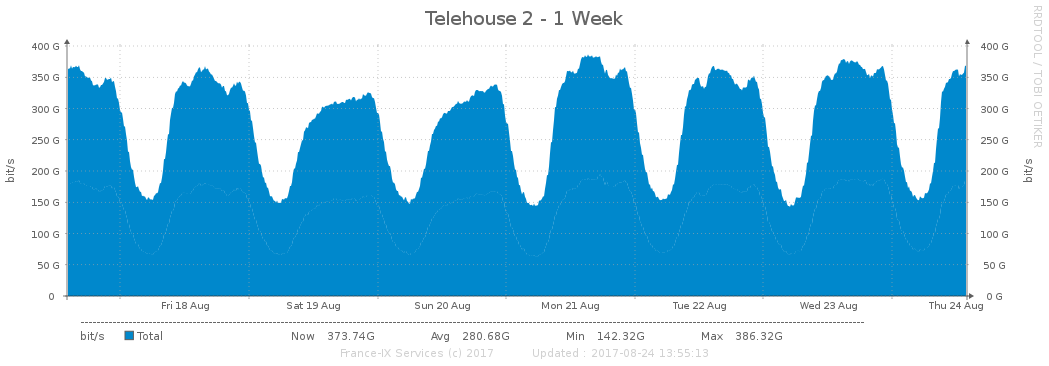 Telehouse 2 - 1 Week
RRDTOOL / TOBI OETIKER
400 G 400 G
350 G 350 G
300 G 300 G
250 G 250 G
200 G 200 G
150 G 150 G
100 G 100 G
50 G 50 G
0 0 G
bit/s bit/s
Fri 18 Aug Sat 19 Aug Sun 20 Aug Mon 21 Aug Tue 22 Aug Wed 23 Aug Thu 24 Aug
bit/s Total Now 373.74G Avg 280.68G Min 142.32G Max 386.32G
France-IX Services (c) 2017 Updated : 2017-08-24 13:55:13